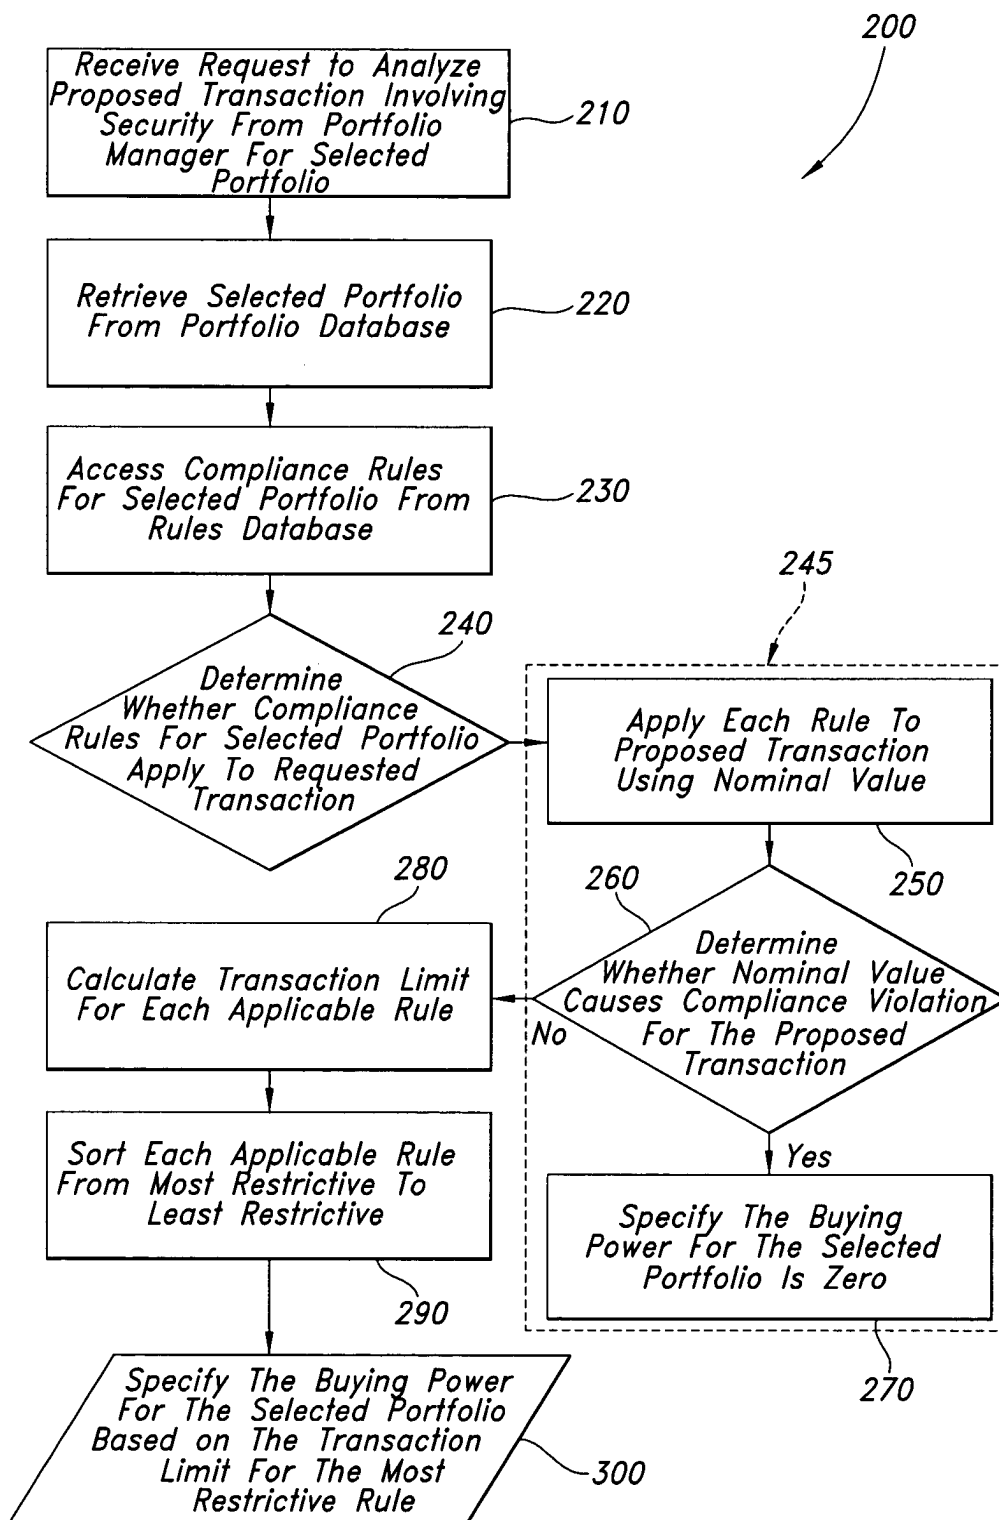 200
Receive Request to Analyze
Proposed Transaction Involving
Security From Portfolio
Manager For Selected
Portfolio
210
Retrieve Selected Portfolio
From Portfolio Database
220
Access Compliance Rules
For Selected Portfolio From
Rules Database
230
Determine
Whether Compliance
Rules For Selected Portfolio
Apply To Requested
Transaction
240
245
Apply Each Rule To
Proposed Transaction
Using Nominal Value
250
260
Determine
Whether Nominal Value
Causes Compliance Violation
For The Proposed
Transaction
No
Yes
Specify The Buying
Power For The Selected
Portfolio Is Zero
270
280
Calculate Transaction Limit
For Each Applicable Rule
Sort Each Applicable Rule
From Most Restrictive To
Least Restrictive
290
Specify The Buying Power
For The Selected Portfolio
Based on The Transaction
Limit For The Most
Restrictive Rule
300